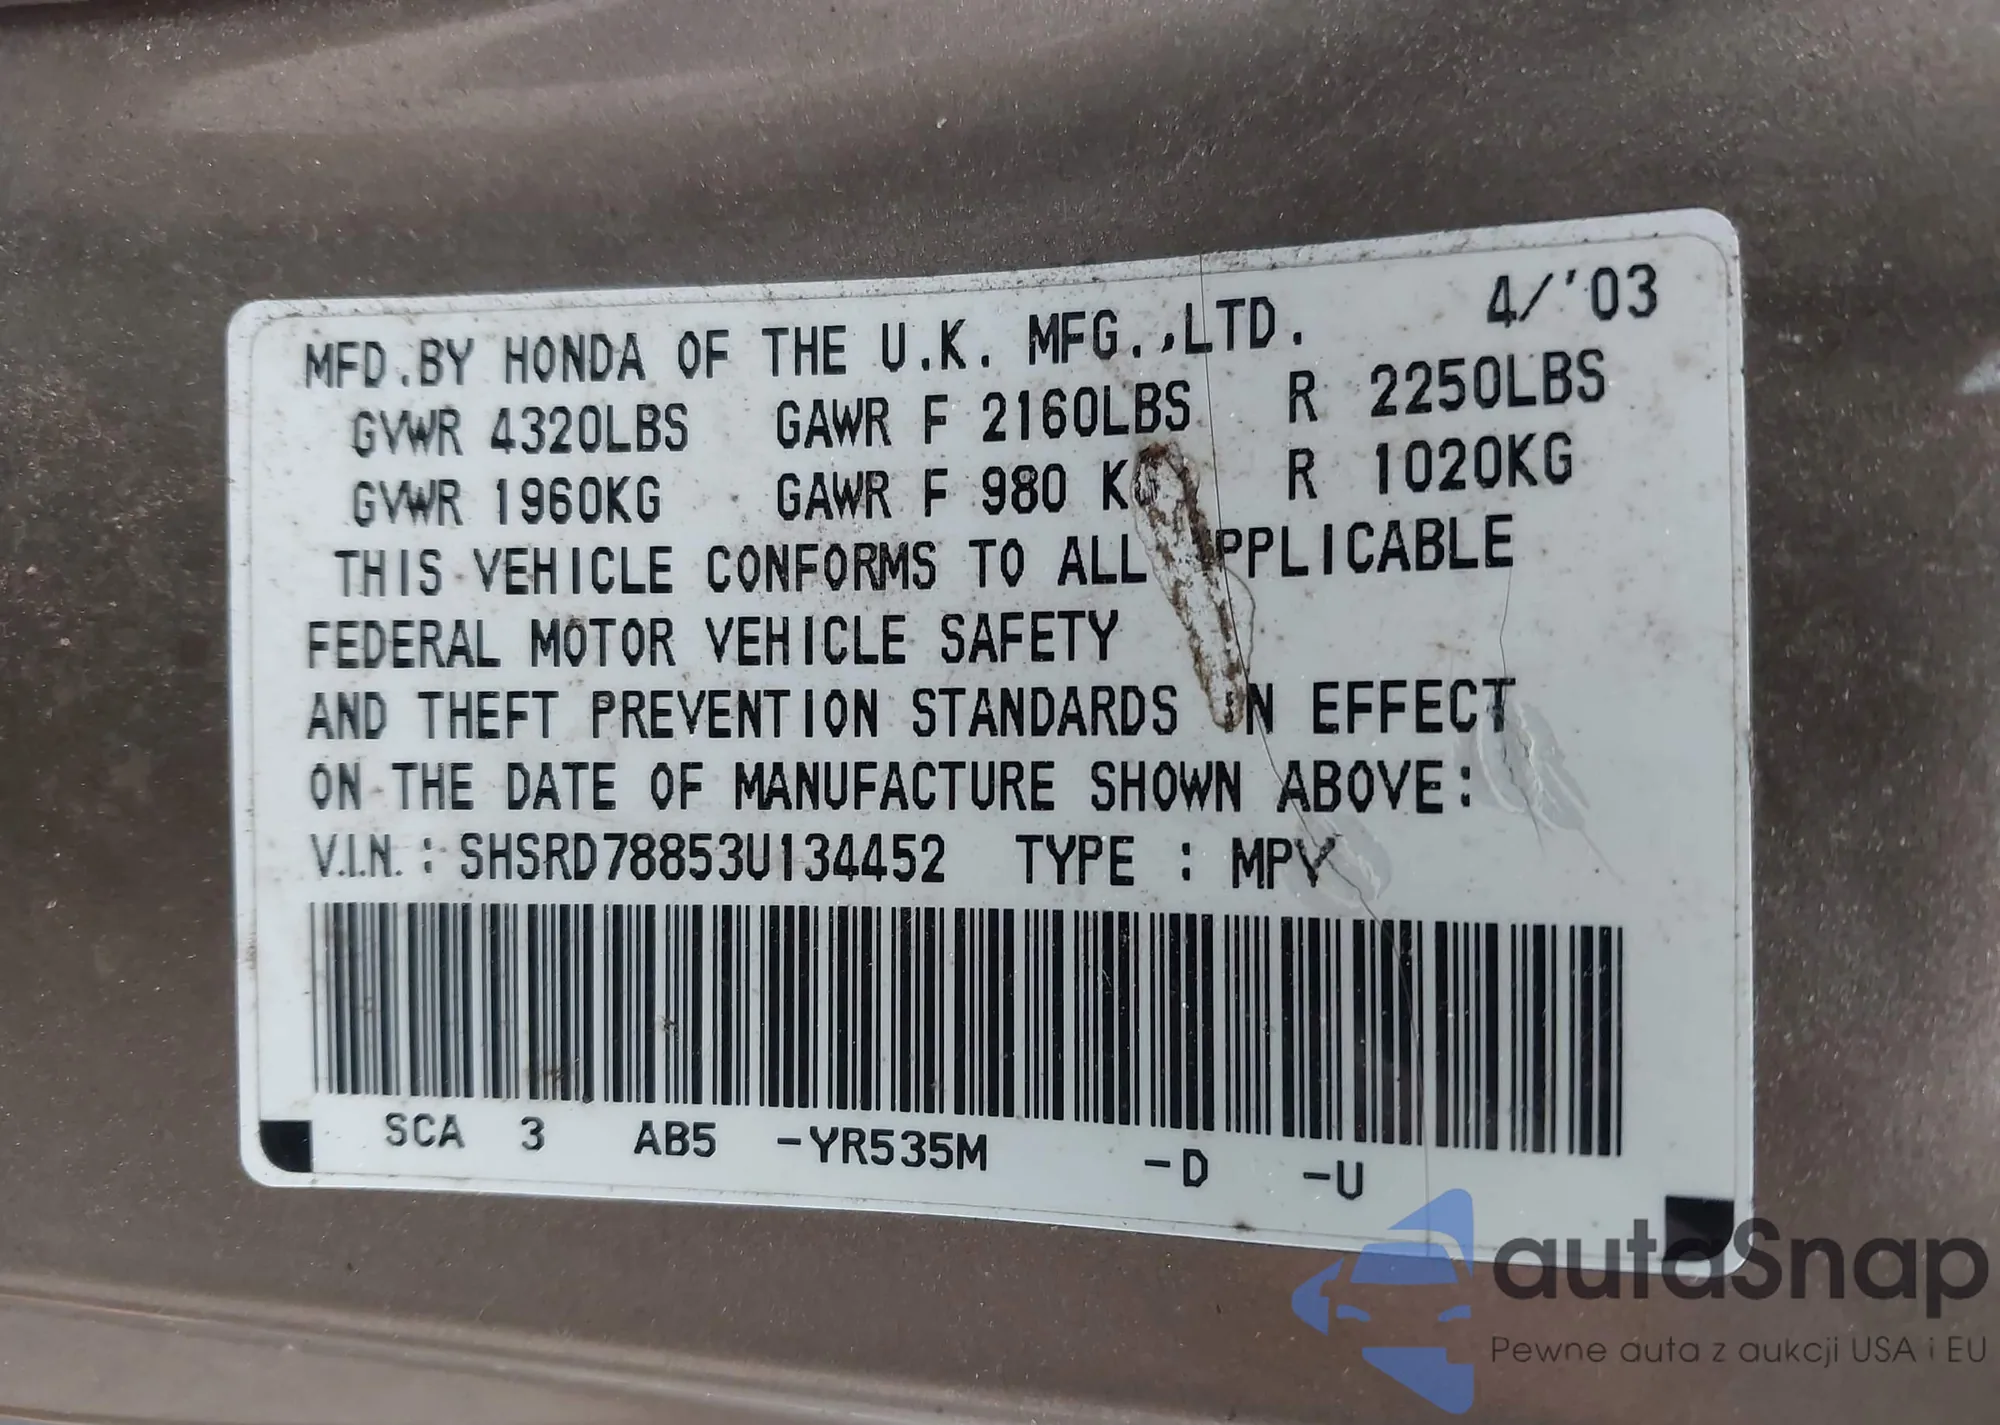 MFD.BY HONDA OF THE U.K. MFG.,LTD. 4/'03
GVWR 4320LBS GAWR F 2160LBS R 2250LBS
GVWR 1960KG GAWR F 980 R 1020KG
THIS VEHICLE CONFORMS TO ALL APPLICABLE
FEDERAL MOTOR VEHICLE SAFETY
AND THEFT PREVENTION STANDARDS IN EFFECT
ON THE DATE OF MANUFACTURE SHOWN ABOVE:
V.I.N.: SHSRD78853U134452 TYPE : MPV
SCA 3 AB5 -YR535M -D -U
autaSnap
Pewne auta z aukcji USA i EU